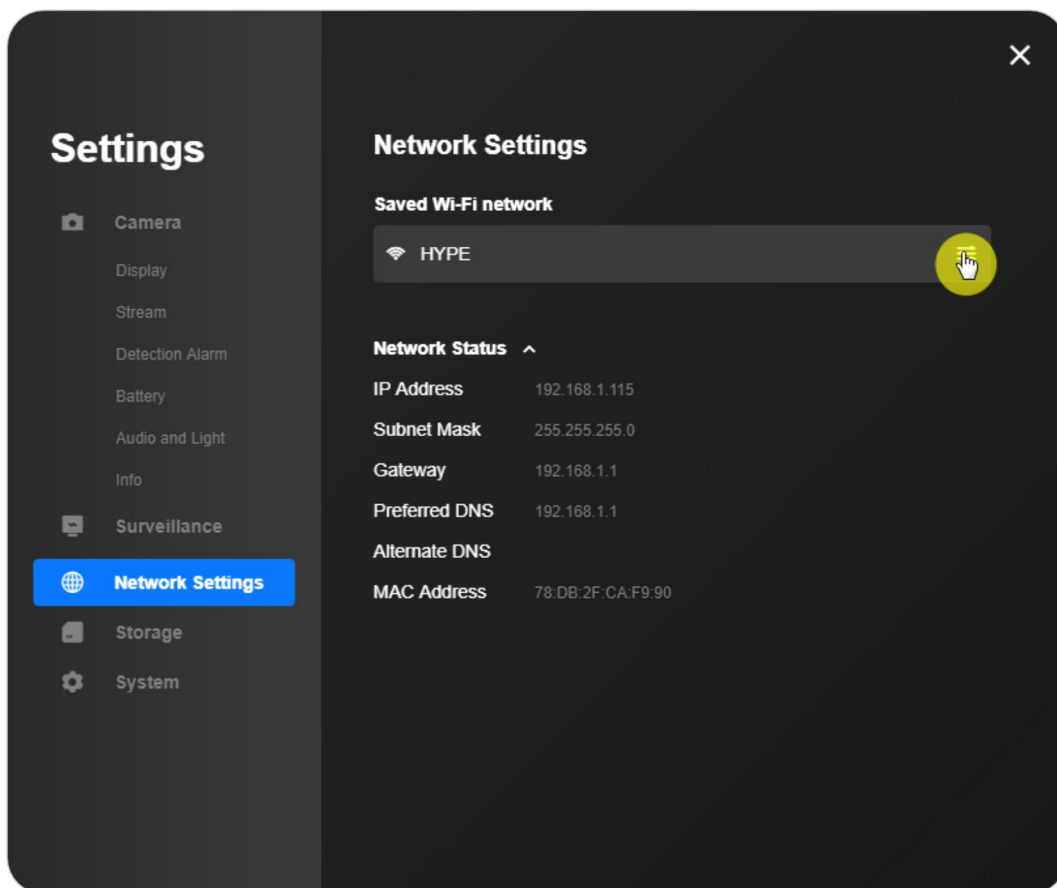 Settings
Camera
Display
Stream
Detection Alarm
Battery
Audio and Light
Info
Surveillance
Network Settings
Storage
System
Network Settings
Saved Wi-Fi network
HYPE
Network Status
IP Address 192.168.1.115
Subnet Mask 255.255.255.0
Gateway 192.168.1.1
Preferred DNS 192.168.1.1
Alternate DNS
MAC Address 78:DB:2F:CA:F9:90